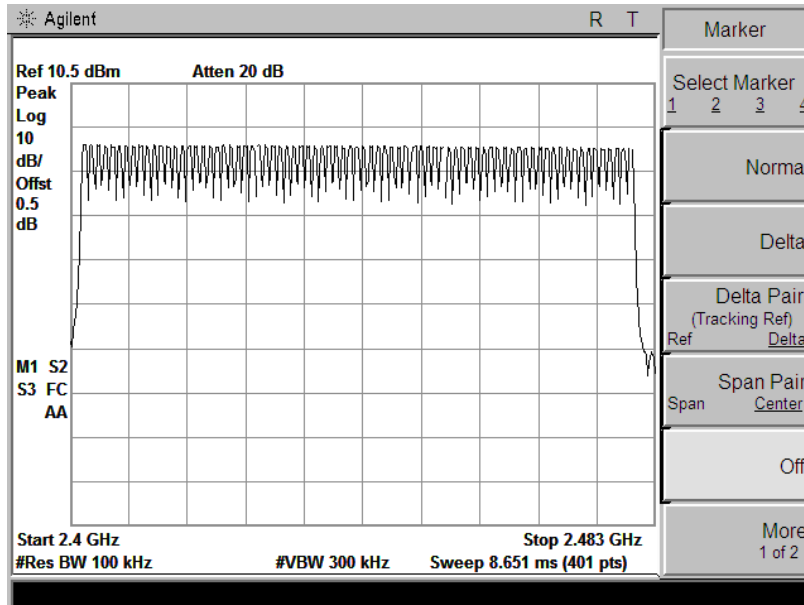 Agilent
R T
Ref 10.5 dBm Atten 20 dB
Peak
Log
10
dB/
Offst
0.5
dB
M1 S2
S3 FC
AA
Start 2.4 GHz Stop 2.483 GHz
#Res BW 100 kHz #VBW 300 kHz Sweep 8.651 ms (401 pts)
Marker
Select Marker
1 2 3 4
Norma
Delta
Delta Pair
(Tracking Ref)
Ref Delta
Span Pair
Span Center
Off
More
1 of 2